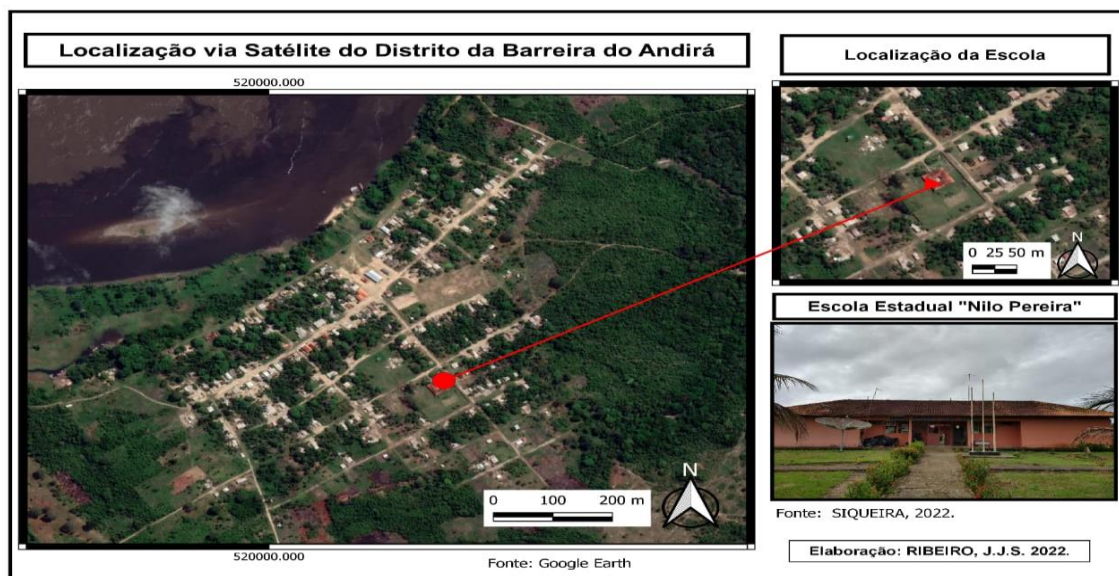 Localização via Satélite do Distrito da Barreira do Andirá
520000.000
N
0 100 200 m
520000.000
Fonte: Google Earth
Localização da Escola
N
0 25 50 m
Escola Estadual "Nilo Pereira"
Fonte: SIQUEIRA, 2022.
Elaboração: RIBEIRO, J.J.S. 2022.